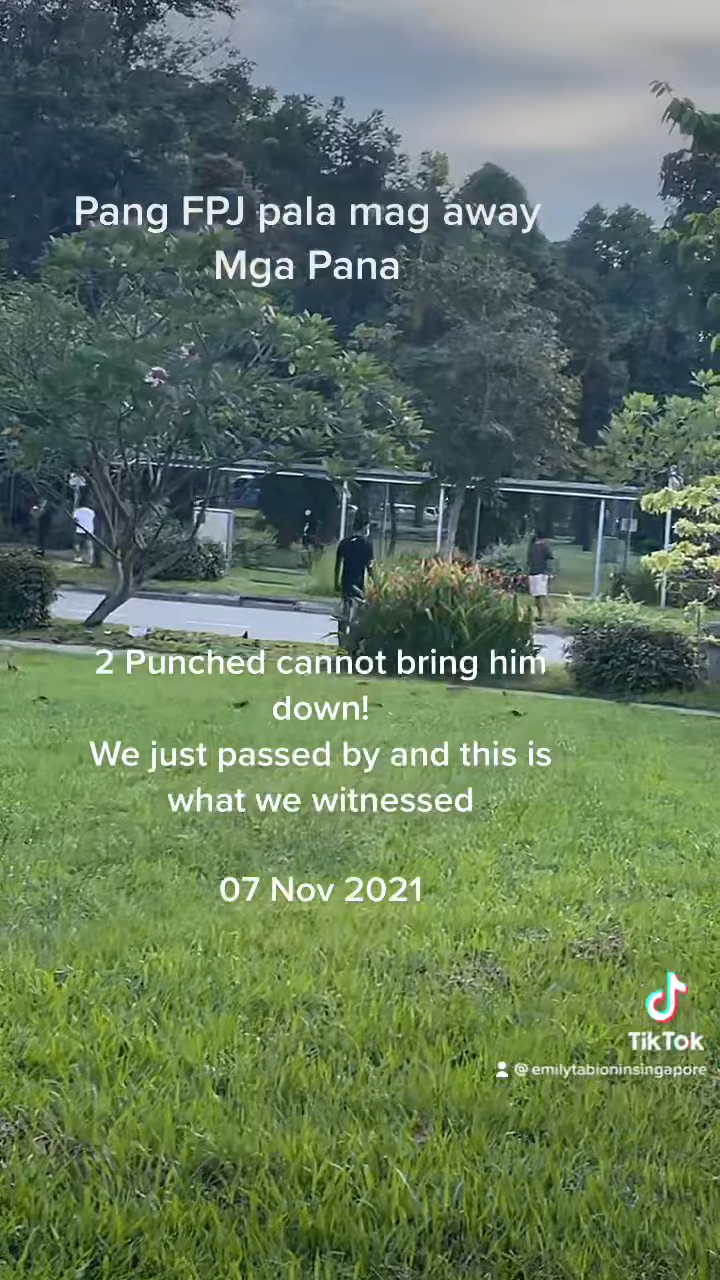 Pang FPJ pala mag away
Mga Pana
2 Punched cannot bring him
down!
We just passed by and this is
what we witnessed
07 Nov 2021
TikTok
@emilytabioninsingapore